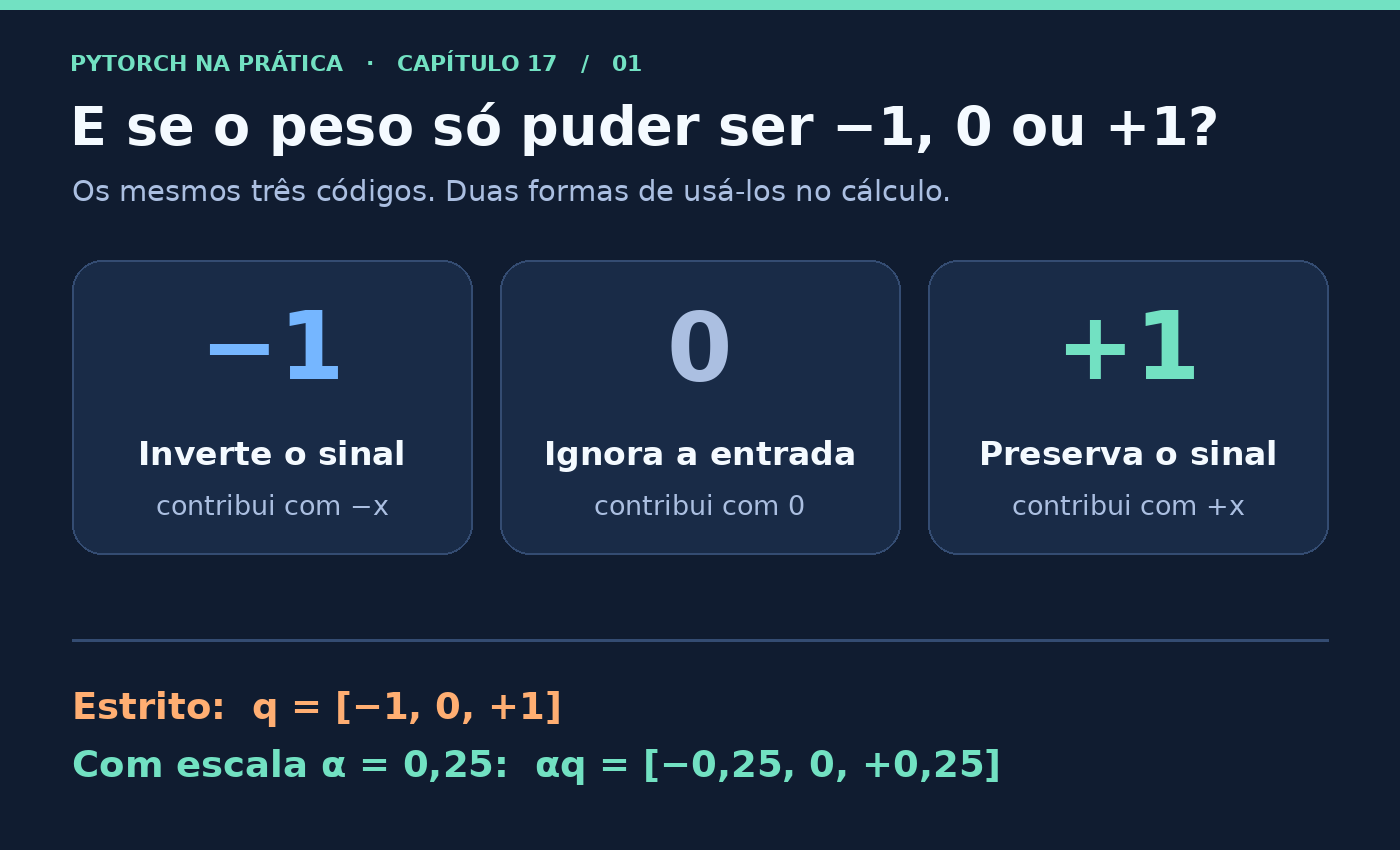 PYTORCH NA PRÁTICA · CAPÍTULO 17 / 01
E se o peso só puder ser −1, 0 ou +1?
Os mesmos três códigos. Duas formas de usá-los no cálculo.
−1
Inverte o sinal
contribui com −x
0
Ignora a entrada
contribui com 0
+1
Preserva o sinal
contribui com +x
Estrito: q = [−1, 0, +1]
Com escala α = 0,25: αq = [−0,25, 0, +0,25]